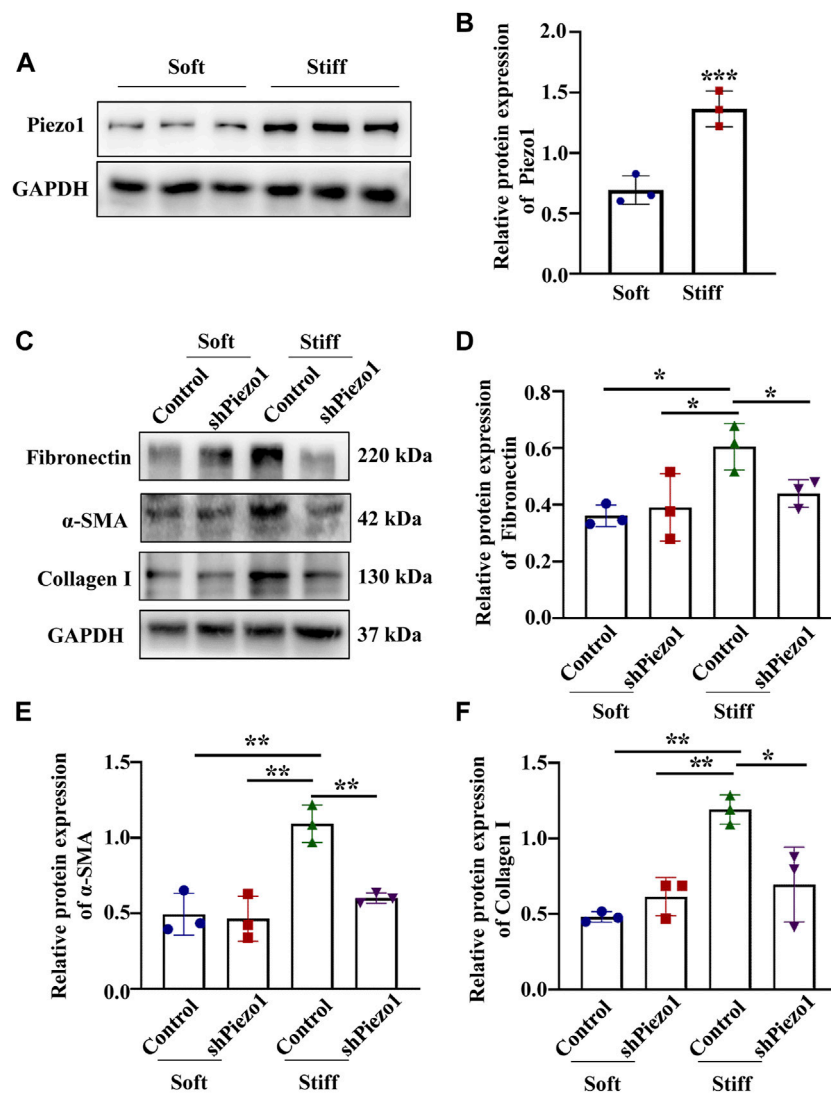 A
Soft
Stiff
Piezo1
GAPDH
B
Relative protein expression
of Piezo1
2.0
1.5
1.0
0.5
0.0
***
Soft
Stiff
C
Soft
Stiff
Control
shPiezo1
Control
shPiezo1
Fibronectin
220 kDa
α-SMA
42 kDa
Collagen I
130 kDa
GAPDH
37 kDa
D
Relative protein expression
of Fibronectin
0.8
0.6
0.4
0.2
0.0
*
*
*
Control
shPiezo1
Control
shPiezo1
Soft
Stiff
E
Relative protein expression
of α-SMA
1.5
1.0
0.5
0.0
**
**
**
Control
shPiezo1
Control
shPiezo1
Soft
Stiff
F
Relative protein expression
of Collagen I
1.5
1.0
0.5
0.0
**
**
*
Control
shPiezo1
Control
shPiezo1
Soft
Stiff